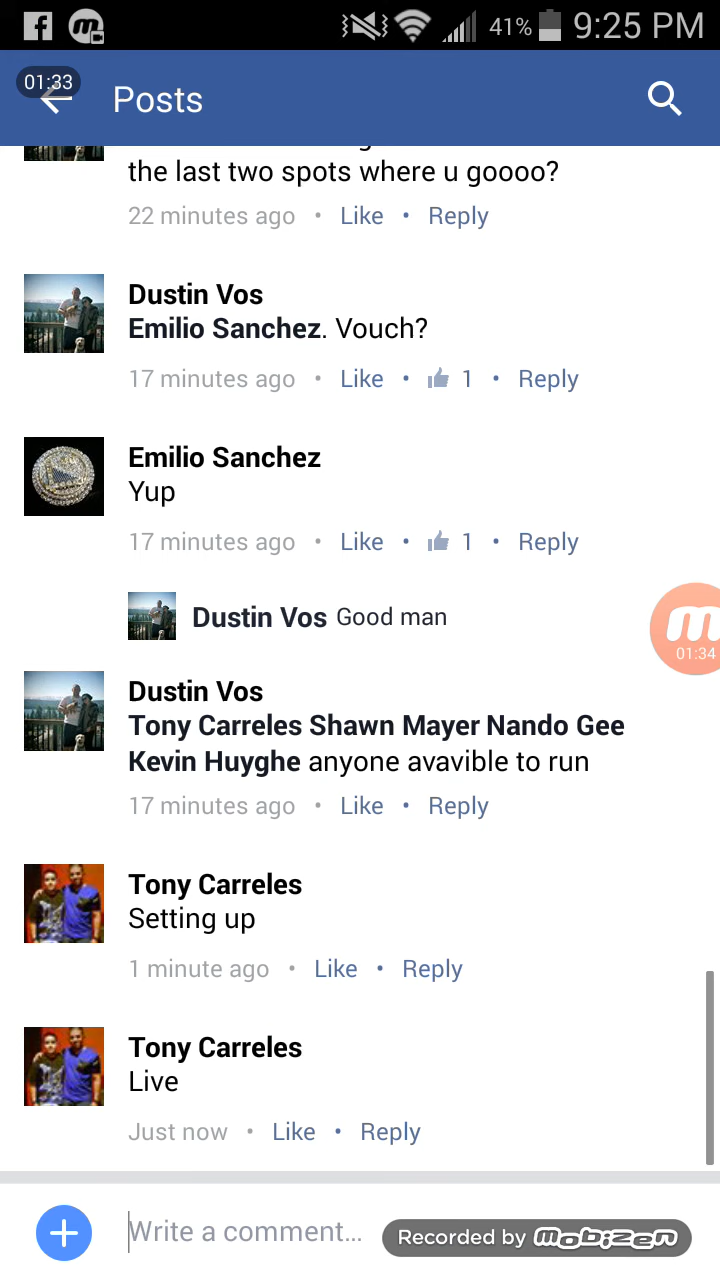 41% 9:25 PM
01:33
Posts
the last two spots where u goooo?
22 minutes ago • Like • Reply
Dustin Vos
Emilio Sanchez. Vouch?
17 minutes ago • Like • 1 • Reply
Emilio Sanchez
Yup
17 minutes ago • Like • 1 • Reply
Dustin Vos Good man
01:34
Dustin Vos
Tony Carreles Shawn Mayer Nando Gee
Kevin Huyghe anyone avavible to run
17 minutes ago • Like • Reply
Tony Carreles
Setting up
1 minute ago • Like • Reply
Tony Carreles
Live
Just now • Like • Reply
Write a comment...
Recorded by mobizen